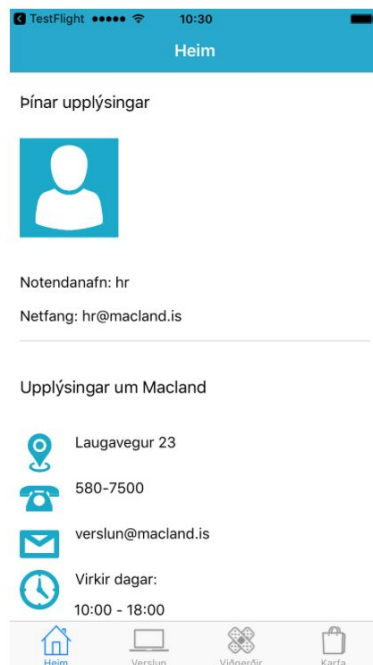 TestFlight 10:30
Heim
Þínar upplýsingar
Notendanafn: hr
Netfang: hr@macland.is
Upplýsingar um Macland
Laugavegur 23
580-7500
verslun@macland.is
Virkir dagar:
10:00 - 18:00
Heim Verslun Viðgerðir Karfa